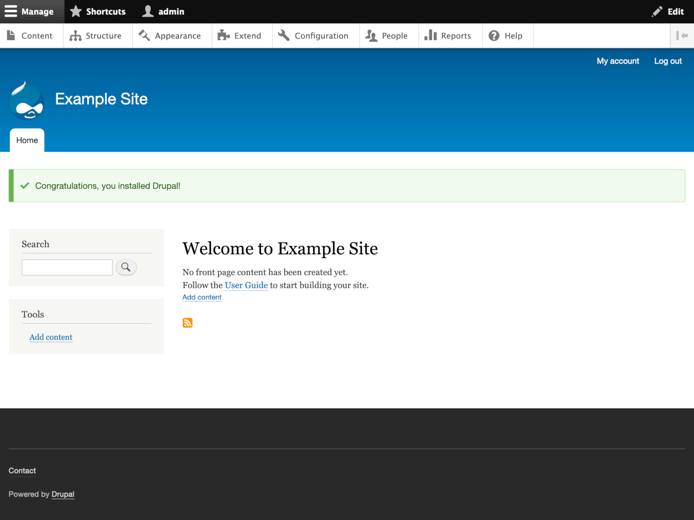 Manage Shortcuts admin Edit
Content Structure Appearance Extend Configuration People Reports Help
My account Log out
Example Site
Home
Congratulations, you installed Drupal!
Search
Tools
Add content
Welcome to Example Site
No front page content has been created yet.
Follow the User Guide to start building your site.
Add content
Contact
Powered by Drupal